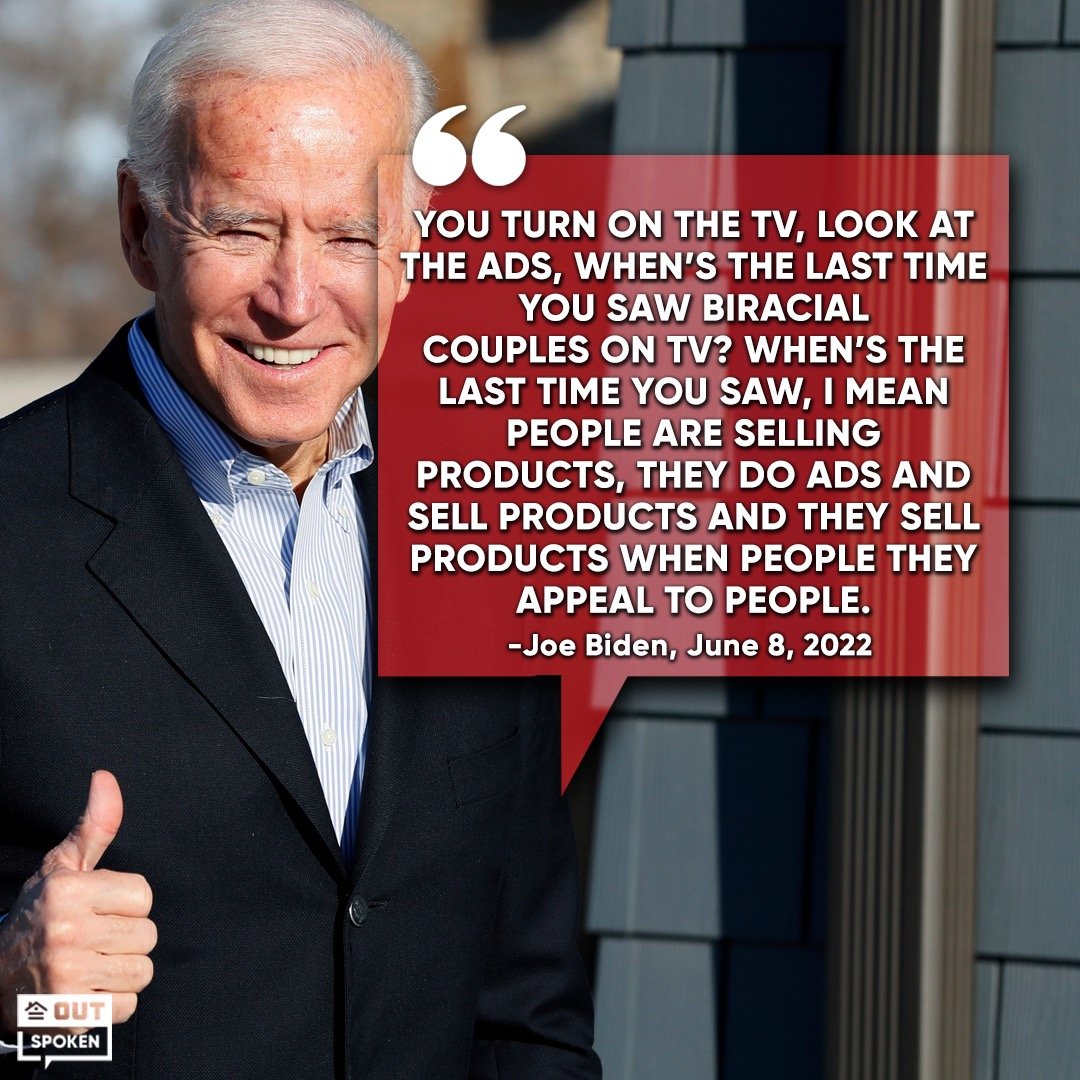 “
YOU TURN ON THE TV, LOOK AT
THE ADS, WHEN’S THE LAST TIME
YOU SAW BIRACIAL
COUPLES ON TV? WHEN’S THE
LAST TIME YOU SAW, I MEAN
PEOPLE ARE SELLING
PRODUCTS, THEY DO ADS AND
SELL PRODUCTS AND THEY SELL
PRODUCTS WHEN PEOPLE THEY
APPEAL TO PEOPLE.
-Joe Biden, June 8, 2022
OUT
SPOKEN